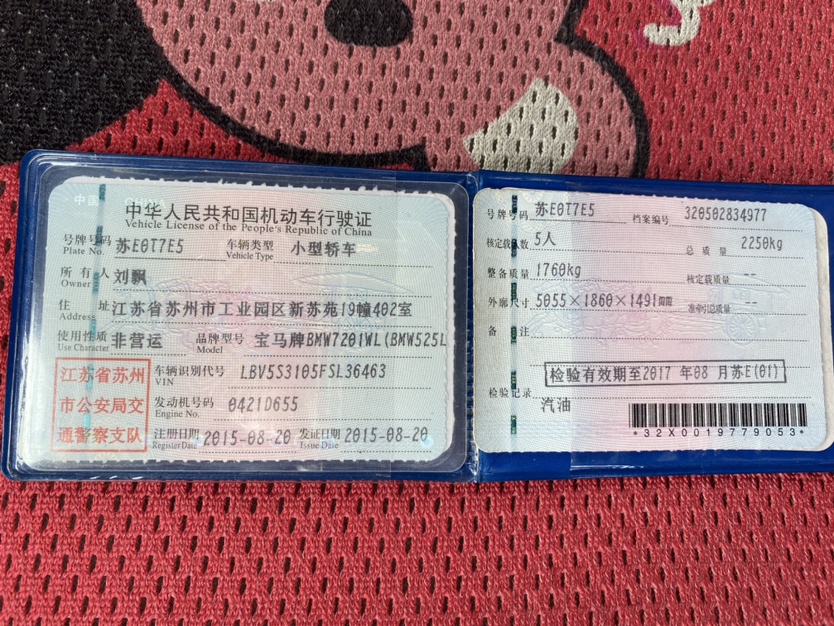 中华人民共和国机动车行驶证
Vehicle License of the People's Republic of China
号牌号码 Plate No. 苏E0T7E5 车辆类型 Vehicle Type 小型轿车
所有人 Owner 刘飘
住址 Address 江苏省苏州市工业园区新苏苑19幢402室
使用性质 Use Character 非营运 品牌型号 Model 宝马牌BMW7201WL(BMW525L
江苏省苏州
市公安局交
通警察支队
车辆识别代号 VIN LBV5S3105FSL36463
发动机号码 Engine No. 0421D655
注册日期 Register Date 2015-08-20 发证日期 Issue Date 2015-08-20
号牌号码 苏E0T7E5 档案编号 320502834977
核定载人数 5人 总质量 2250kg
整备质量 1760kg 核定载质量 --
外廓尺寸 5055×1860×1491 准牵引总质量 --
备注
检验有效期至2017年08月苏E(01)
检验记录
汽油
*32X0019779053*